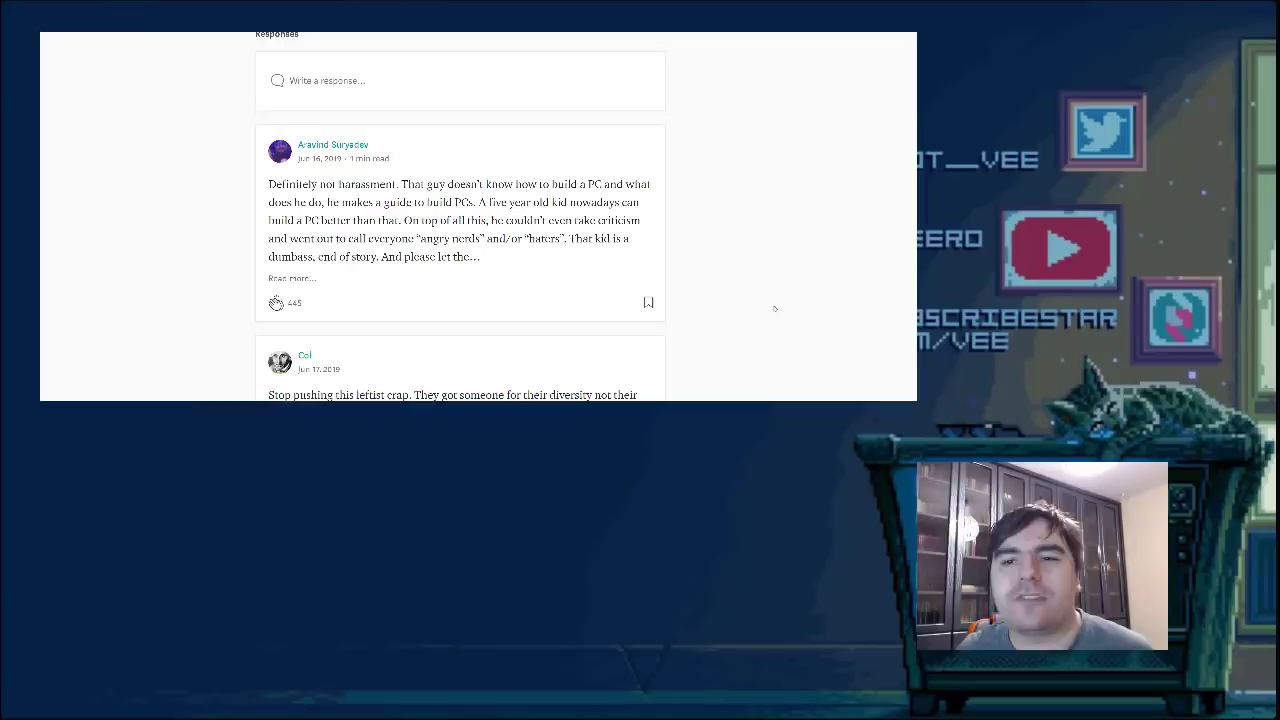 Responses
Write a response...
Aravind Suryadev
Jun 16, 2019 · 1 min read
Definitely not harassment. That guy doesn't know how to build a PC and what
does he do, he makes a guide to build PCs. A five year old kid nowadays can
build a PC better than that. On top of all this, he couldn't even take criticism
and went out to call everyone “angry nerds” and/or “haters”. That kid is a
dumbass, end of story. And please let the…
Read more…
445
Col
Jun 17, 2019
Stop pushing this leftist crap. They got someone for their diversity not their
OT__VEE
EERO
BSCRIBESTAR
M/VEE